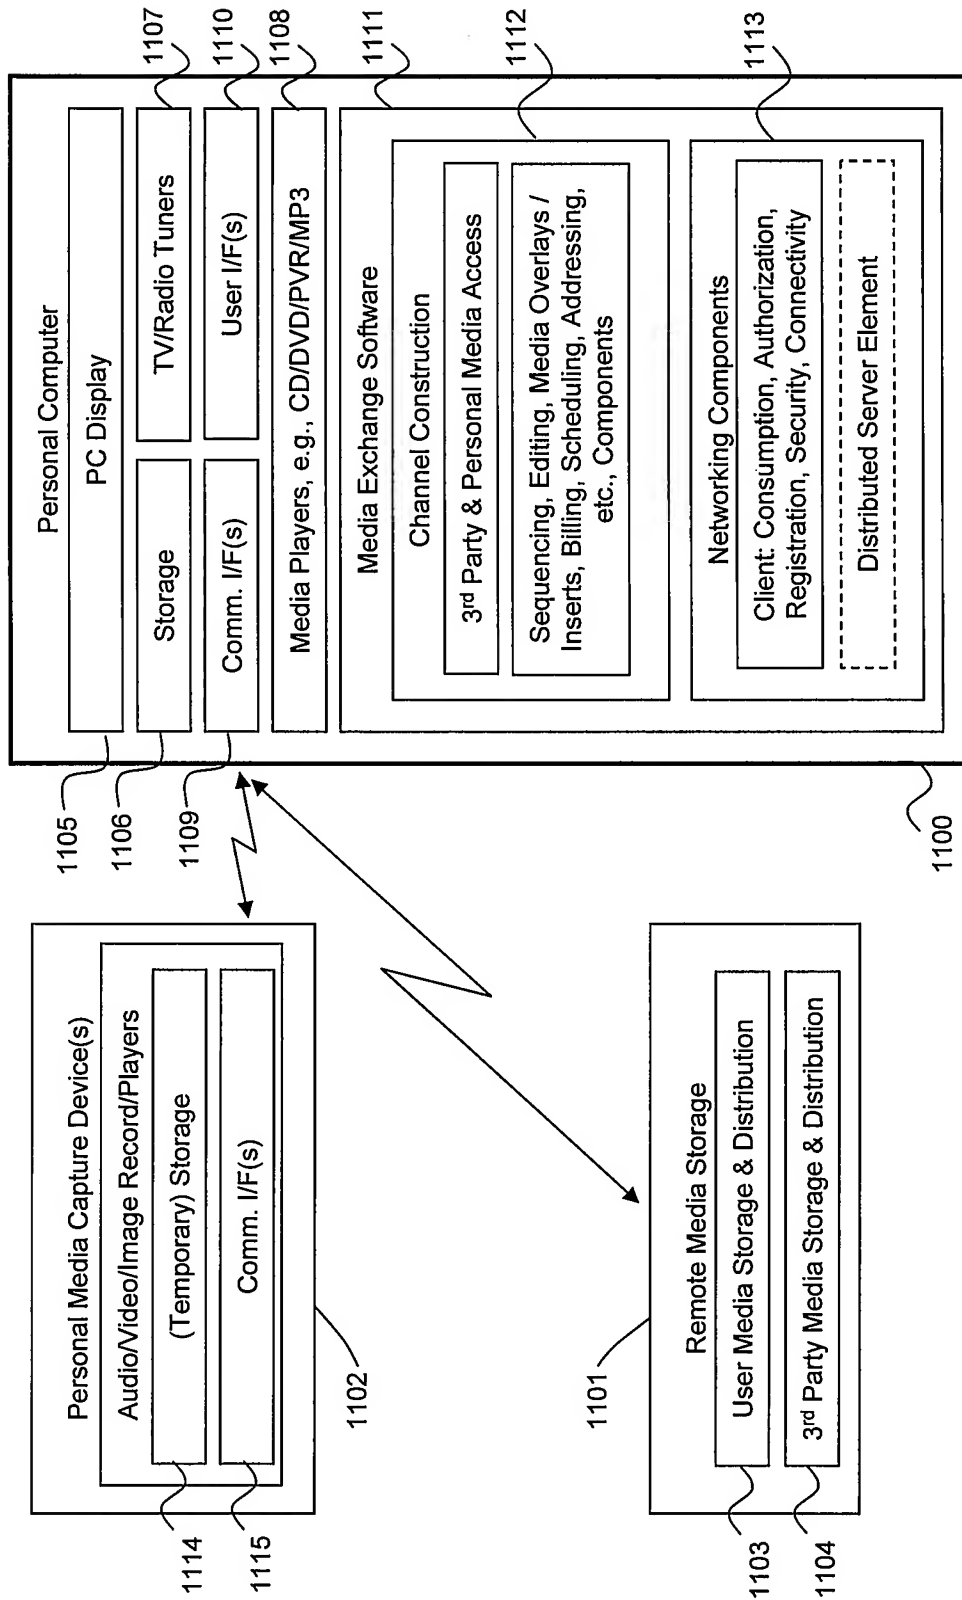 Personal Media Capture Device(s)
Audio/Video/Image Record/Players
(Temporary) Storage
Comm. I/F(s)
1114
1115
1102
1101
Remote Media Storage
User Media Storage & Distribution
3rd Party Media Storage & Distribution
1103
1104
Personal Computer
PC Display
Storage
TV/Radio Tuners
Comm. I/F(s)
User I/F(s)
Media Players, e.g., CD/DVD/PVR/MP3
Media Exchange Software
Channel Construction
3rd Party & Personal Media Access
Sequencing, Editing, Media Overlays /
Inserts, Billing, Scheduling, Addressing,
etc., Components
Networking Components
Client: Consumption, Authorization,
Registration, Security, Connectivity
Distributed Server Element
1105
1106
1109
1100
1107
1110
1108
1111
1112
1113